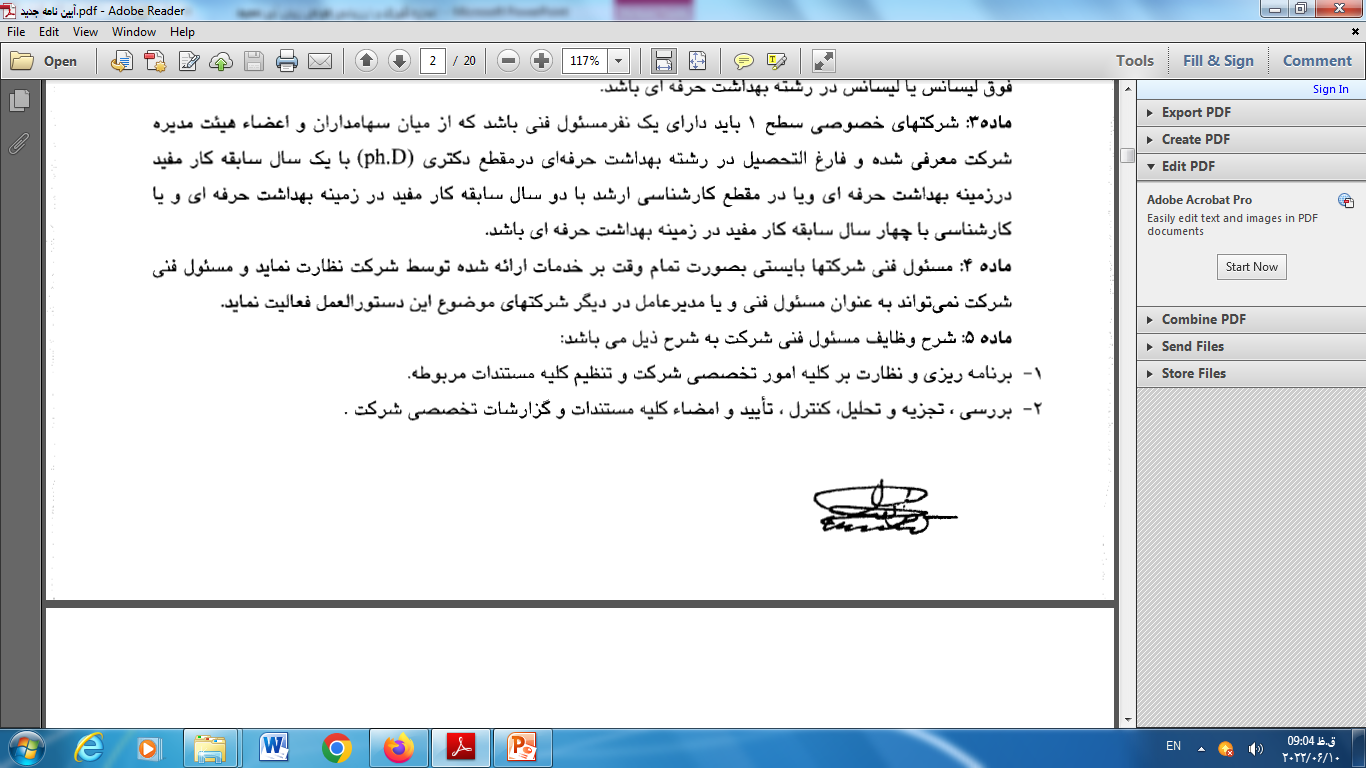 آیین نامه جدید.pdf - Adobe Reader
File Edit View Window Help
Open 2 / 20 117% Tools Fill & Sign Comment
Sign In
Export PDF
Create PDF
Edit PDF
Adobe Acrobat Pro
Easily edit text and images in PDF
documents
Start Now
Combine PDF
Send Files
Store Files
فوق لیسانس یا لیسانس در رشته بهداشت حرفه ای باشد.
ماده۳: شرکتهای خصوصی سطح ۱ باید دارای یک نفرمسئول فنی باشد که از میان سهامداران و اعضاء هیئت مدیره
شرکت معرفی شده و فارغ التحصیل در رشته بهداشت حرفه‌ای درمقطع دکتری (ph.D) با یک سال سابقه کار مفید
درزمینه بهداشت حرفه ای ویا در مقطع کارشناسی ارشد با دو سال سابقه کار مفید در زمینه بهداشت حرفه ای و یا
کارشناسی با چهار سال سابقه کار مفید در زمینه بهداشت حرفه ای باشد.
ماده ۴: مسئول فنی شرکتها بایستی بصورت تمام وقت بر خدمات ارائه شده توسط شرکت نظارت نماید و مسئول فنی
شرکت نمی‌تواند به عنوان مسئول فنی و یا مدیرعامل در دیگر شرکتهای موضوع این دستورالعمل فعالیت نماید.
ماده ۵: شرح وظایف مسئول فنی شرکت به شرح ذیل می باشد:
۱- برنامه ریزی و نظارت بر کلیه امور تخصصی شرکت و تنظیم کلیه مستندات مربوطه.
۲- بررسی ، تجزیه و تحلیل، کنترل ، تأیید و امضاء کلیه مستندات و گزارشات تخصصی شرکت .
EN
09:04 ق.ظ
۲۰۲۲/۰۶/۱۰